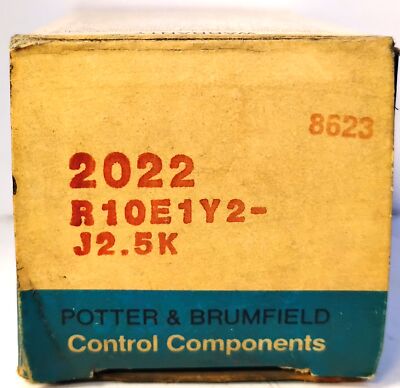 8623
2022
R10E1Y2-
J2.5K
POTTER & BRUMFIELD
Control Components